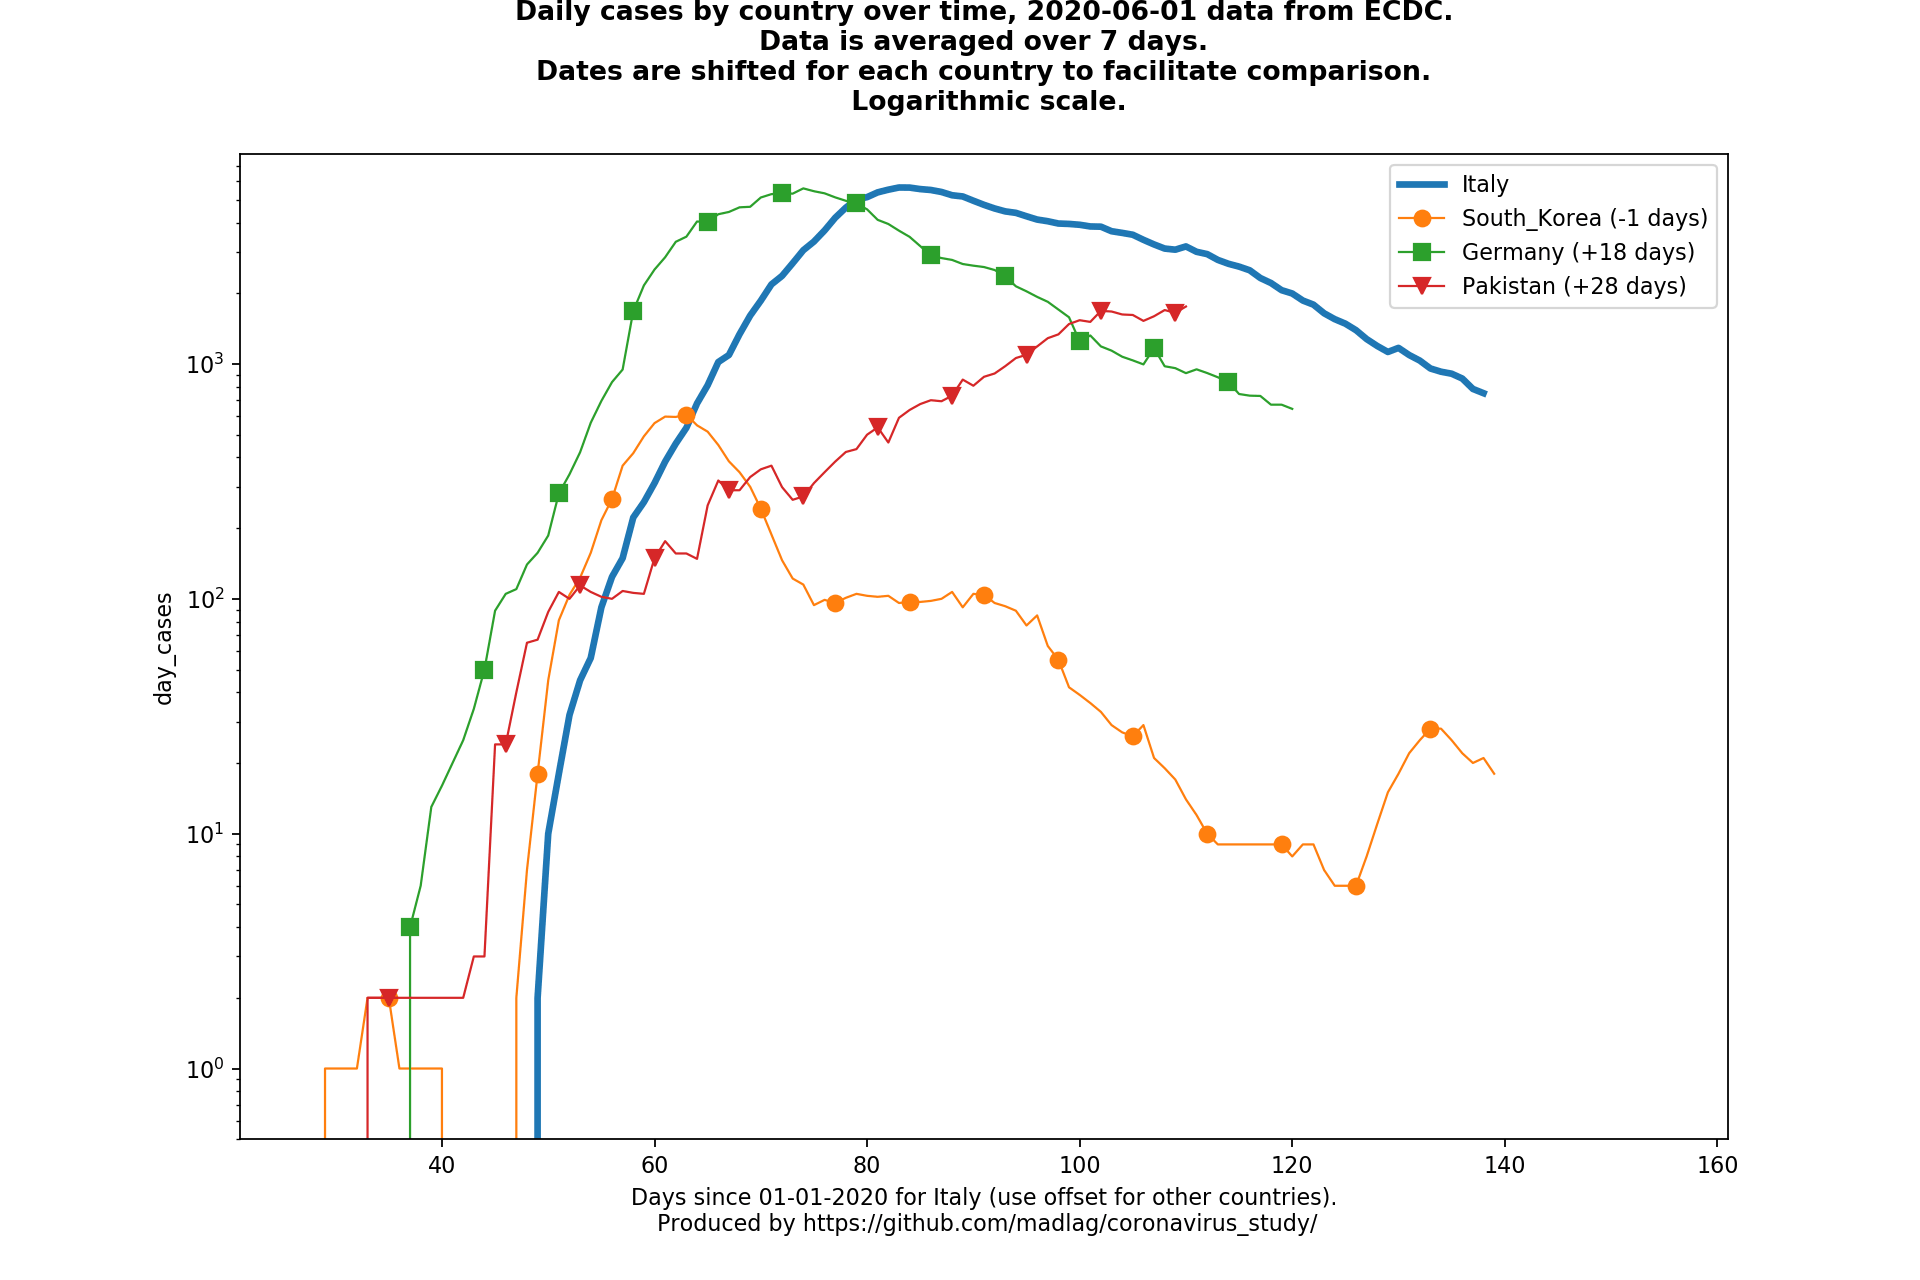 Daily cases by country over time, 2020-06-01 data from ECDC.
Data is averaged over 7 days.
Dates are shifted for each country to facilitate comparison.
Logarithmic scale.
Italy
South_Korea (-1 days)
Germany (+18 days)
Pakistan (+28 days)
10³
10²
10¹
10⁰
day_cases
40 60 80 100 120 140 160
Days since 01-01-2020 for Italy (use offset for other countries).
Produced by https://github.com/madlag/coronavirus_study/